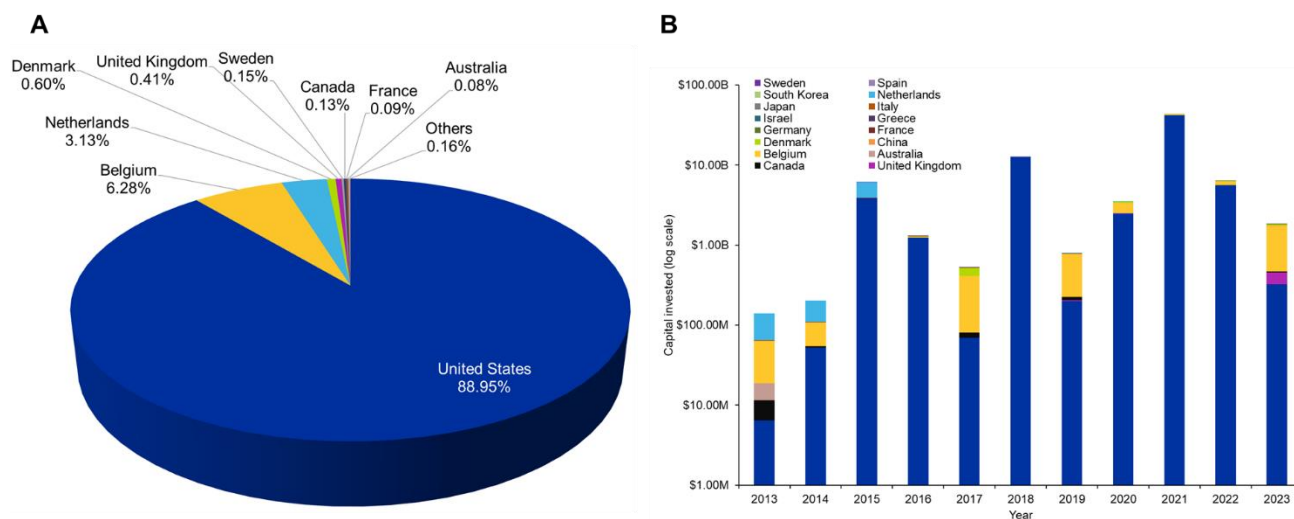 A
Denmark
0.60%
United Kingdom
0.41%
Sweden
0.15%
Canada
0.13%
France
0.09%
Australia
0.08%
Netherlands
3.13%
Others
0.16%
Belgium
6.28%
United States
88.95%
B
Capital invested (log scale)
$100.00B
$10.00B
$1.00B
$100.00M
$10.00M
$1.00M
Sweden
South Korea
Japan
Israel
Germany
Denmark
Belgium
Canada
Spain
Netherlands
Italy
Greece
France
China
Australia
United Kingdom
2013 2014 2015 2016 2017 2018 2019 2020 2021 2022 2023
Year